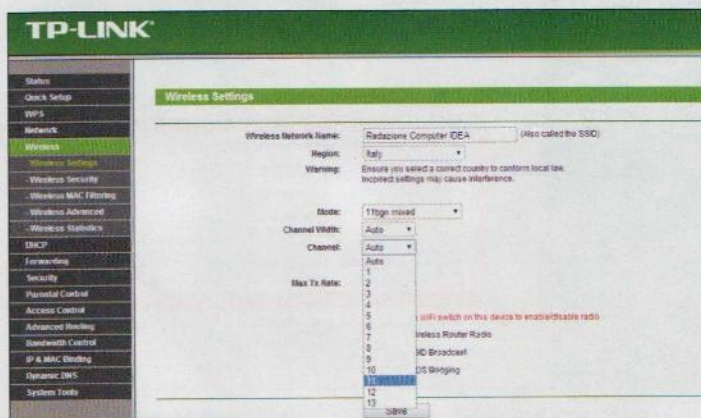 TP-LINK
Status
Quick Setup
WPS
Network
Wireless
- Wireless Settings
- Wireless Security
- Wireless MAC Filtering
- Wireless Advanced
- Wireless Statistics
DHCP
Forwarding
Security
Parental Control
Access Control
Advanced Routing
Bandwidth Control
IP & MAC Binding
Dynamic DNS
System Tools
Wireless Settings
Wireless Network Name: Redazione Computer IDEA (Also called the SSID)
Region: Italy
Warning: Ensure you select a correct country to conform local law.
Incorrect settings may cause interference.
Mode: 11bgn mixed
Channel Width: Auto
Channel: Auto
Auto
1
Max Tx Rate: 2
3
4
5
6 WiFi switch on this device to enable/disable radio
7 ireless Router Radio
8
9 ID Broadcast
10 DS Bridging
11
12
13
Save